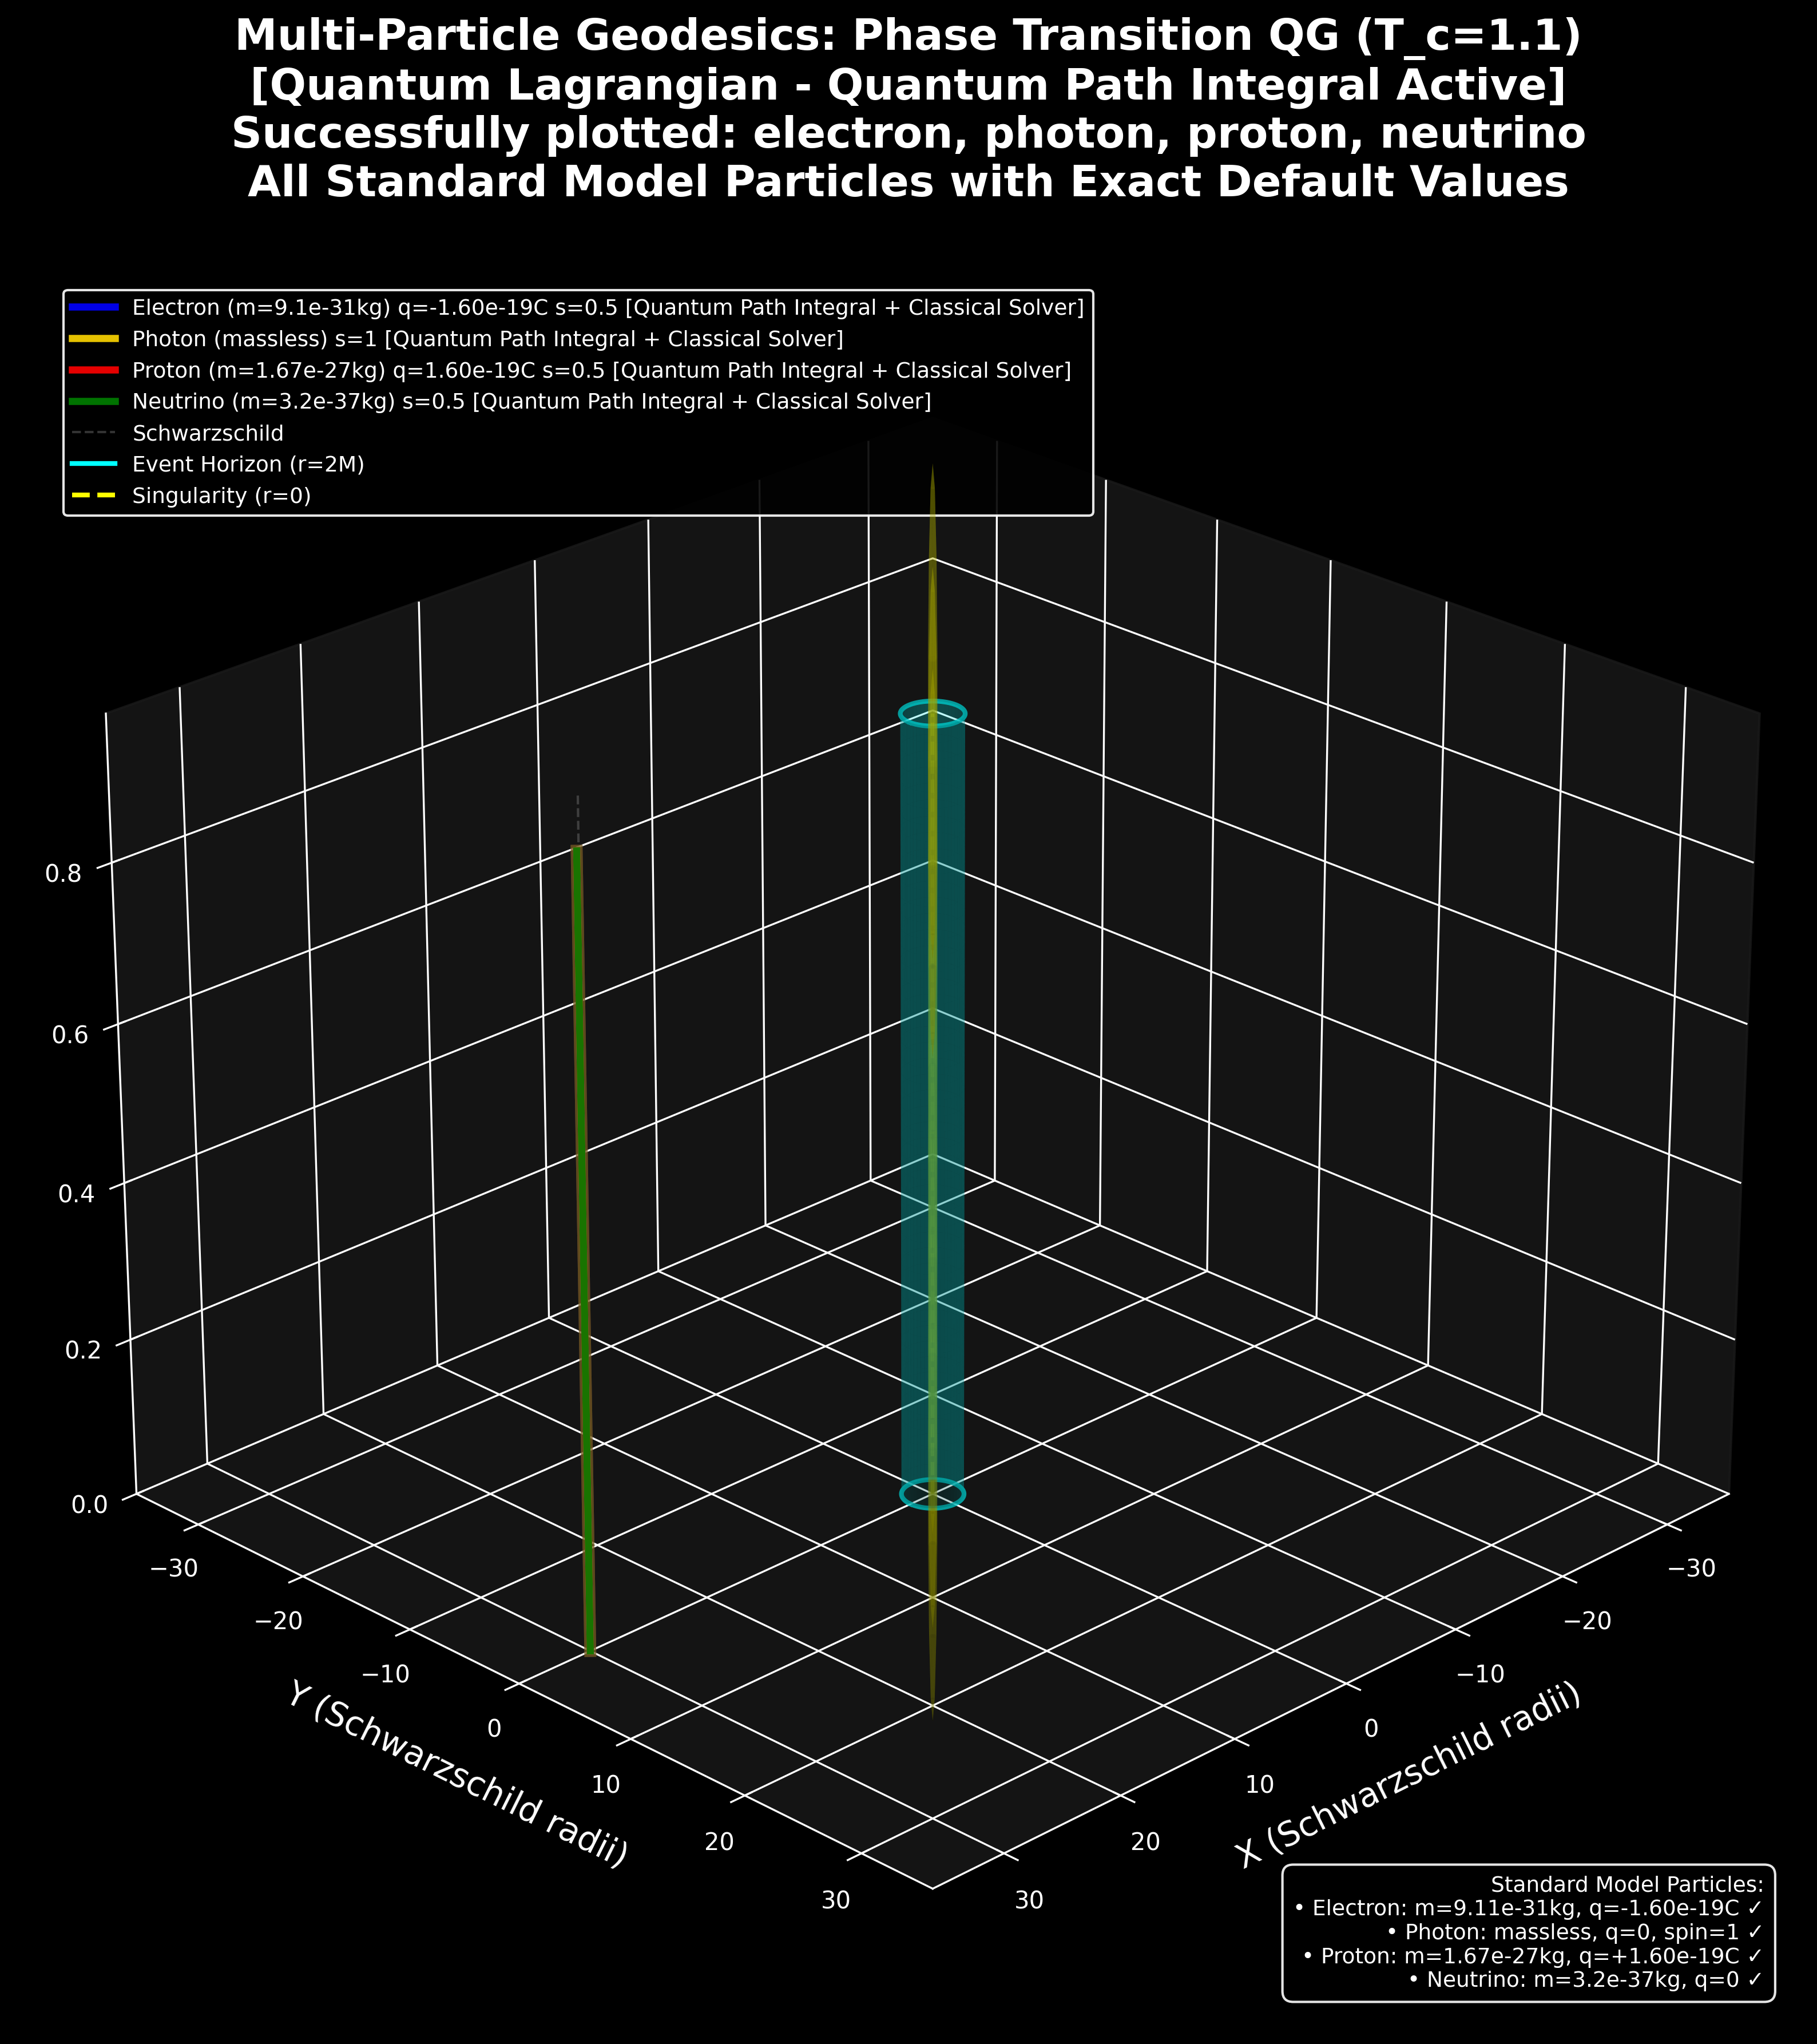 Multi-Particle Geodesics: Phase Transition QG (T_c=1.1)
[Quantum Lagrangian - Quantum Path Integral Active]
Successfully plotted: electron, photon, proton, neutrino
All Standard Model Particles with Exact Default Values
Electron (m=9.1e-31kg) q=-1.60e-19C s=0.5 [Quantum Path Integral + Classical Solver]
Photon (massless) s=1 [Quantum Path Integral + Classical Solver]
Proton (m=1.67e-27kg) q=1.60e-19C s=0.5 [Quantum Path Integral + Classical Solver]
Neutrino (m=3.2e-37kg) s=0.5 [Quantum Path Integral + Classical Solver]
Schwarzschild
Event Horizon (r=2M)
Singularity (r=0)
0.8
0.6
0.4
0.2
0.0
−30
−20
−10
0
10
20
30
Y (Schwarzschild radii)
−30
−20
−10
0
10
20
30
X (Schwarzschild radii)
Standard Model Particles:
• Electron: m=9.11e-31kg, q=-1.60e-19C ✓
• Photon: massless, q=0, spin=1 ✓
• Proton: m=1.67e-27kg, q=+1.60e-19C ✓
• Neutrino: m=3.2e-37kg, q=0 ✓